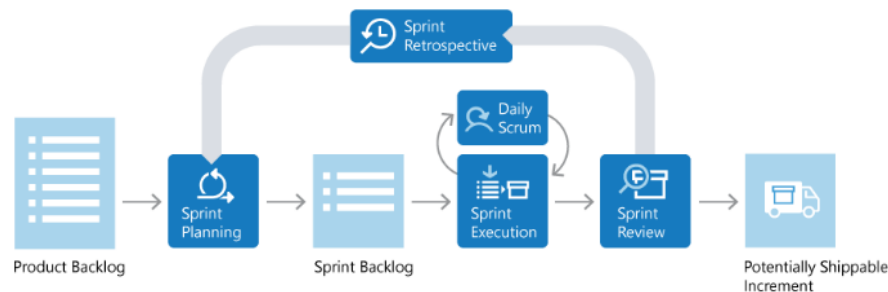 Sprint
Retrospective
Daily
Scrum
Sprint
Planning
Sprint
Execution
Sprint
Review
Product Backlog
Sprint Backlog
Potentially Shippable
Increment